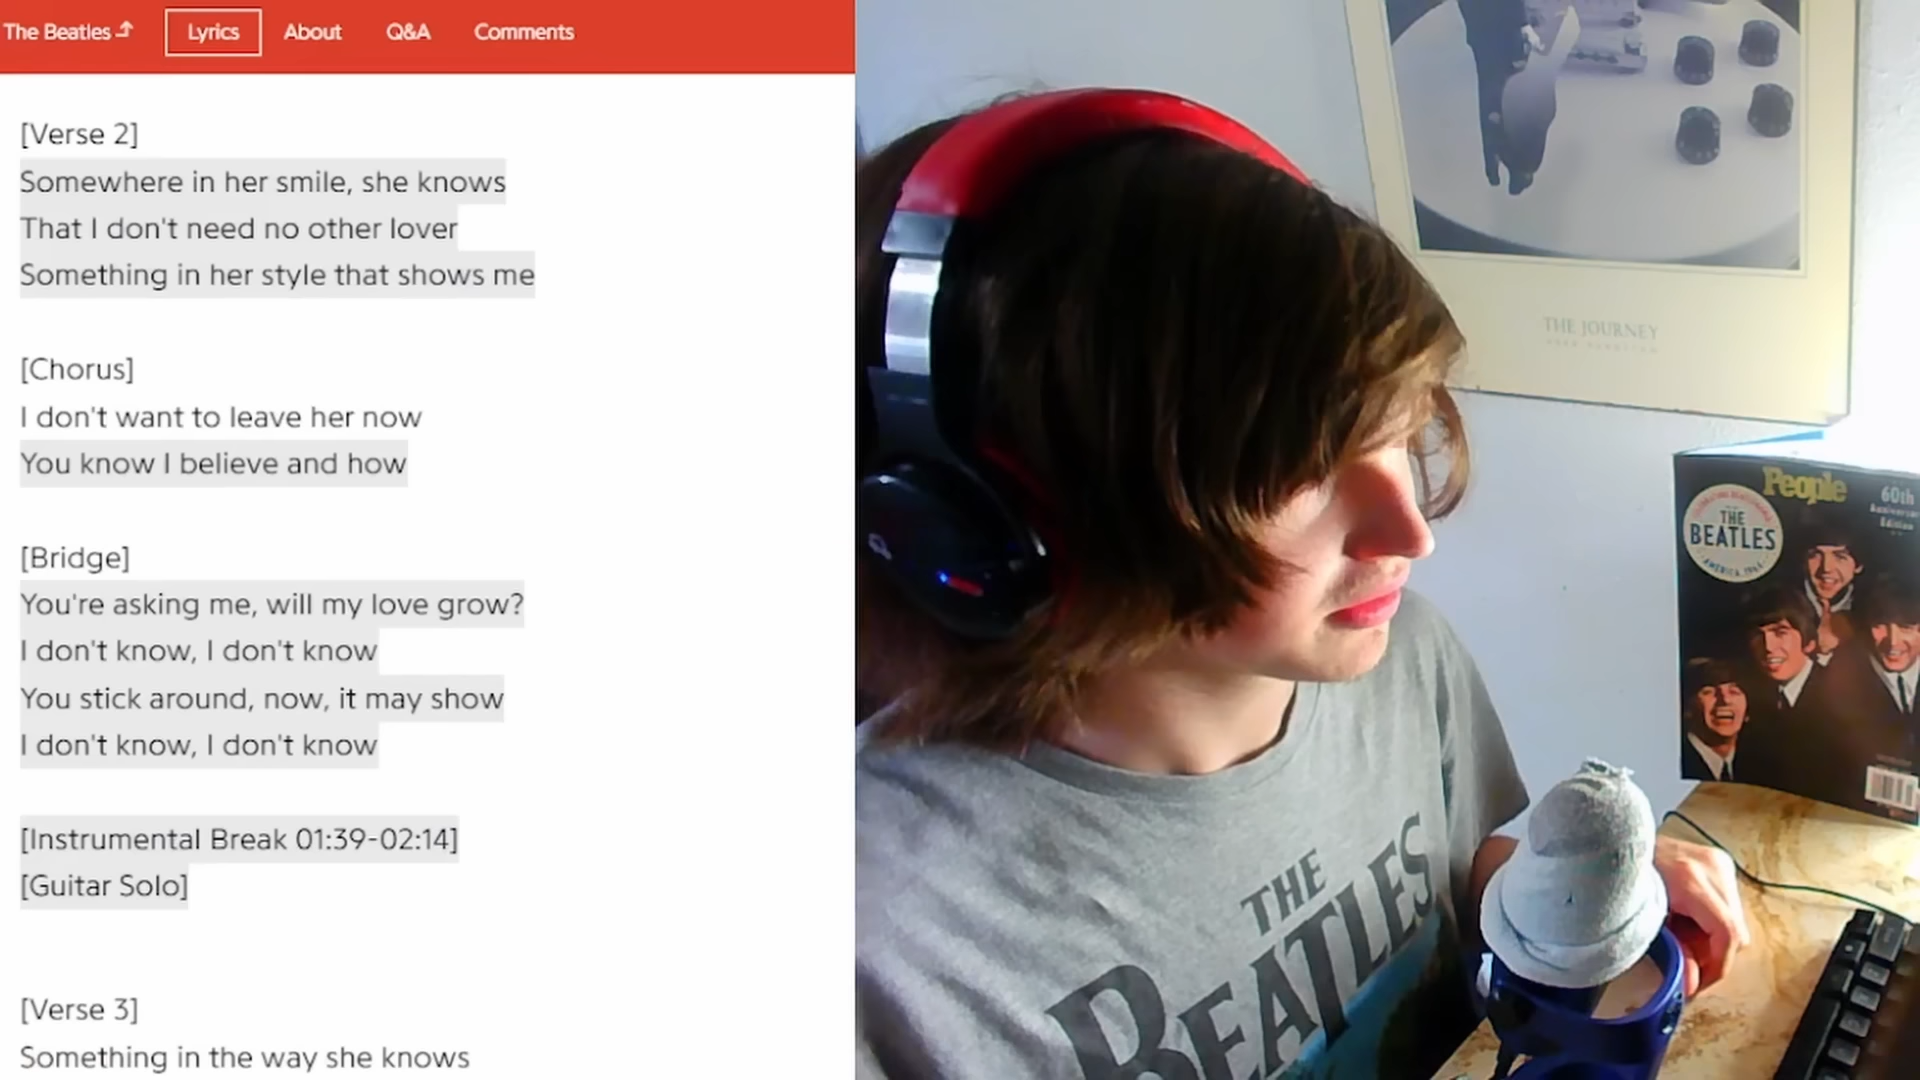 The Beatles
Lyrics
About
Q&A
Comments
[Verse 2]
Somewhere in her smile, she knows
That I don't need no other lover
Something in her style that shows me
[Chorus]
I don't want to leave her now
You know I believe and how
[Bridge]
You're asking me, will my love grow?
I don't know, I don't know
You stick around, now, it may show
I don't know, I don't know
[Instrumental Break 01:39-02:14]
[Guitar Solo]
[Verse 3]
Something in the way she knows
THE JOURNEY
People
60th
Anniversary
Edition
THE
BEATLES
THE
BEATLES